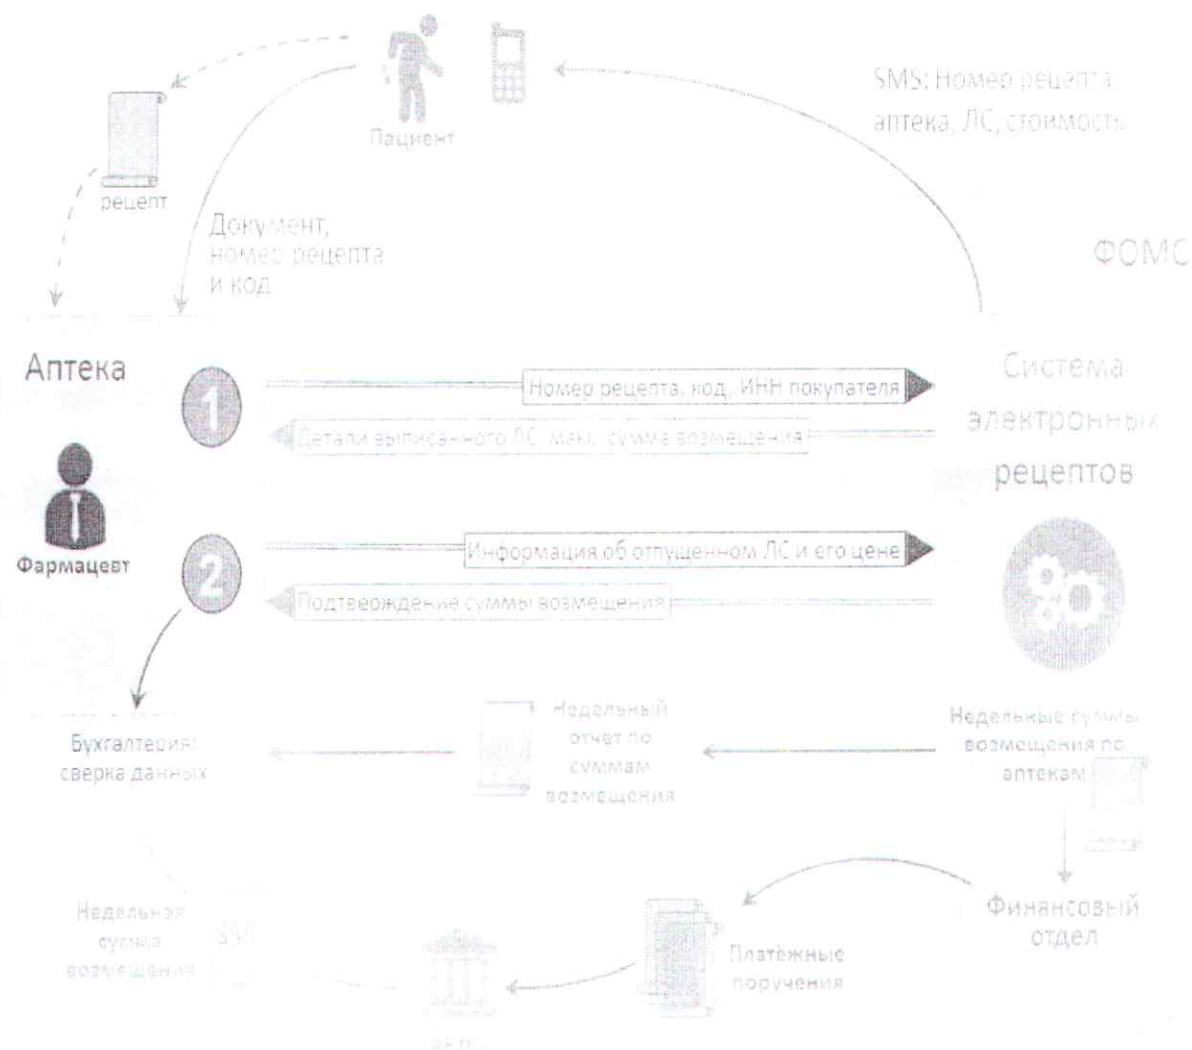 Пациент
SMS: Номер рецепта
аптека, ЛС, стоимость
рецепт
Документ,
номер рецепта
и код
ФОМС
Аптека
1
Номер рецепта, код, ИНН покупателя
Детали выписанного ЛС макс. сумма возмещения
Система
электронных
рецептов
Фармацевт
2
Информация об отпущенном ЛС и его цене
Подтверждение суммы возмещения
Бухгалтерия:
сверка данных
Недельный
отчет по
суммам
возмещения
Недельные суммы
возмещения по
аптекам
Недельная
сумма
возмещения
Платёжные
поручения
Финансовый
отдел